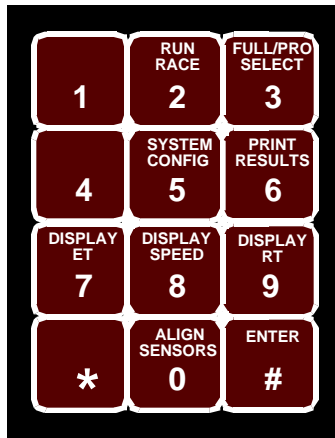 1
RUN
RACE
2
FULL/PRO
SELECT
3
4
SYSTEM
CONFIG
5
PRINT
RESULTS
6
DISPLAY
ET
7
DISPLAY
SPEED
8
DISPLAY
RT
9
*
ALIGN
SENSORS
0
ENTER
#